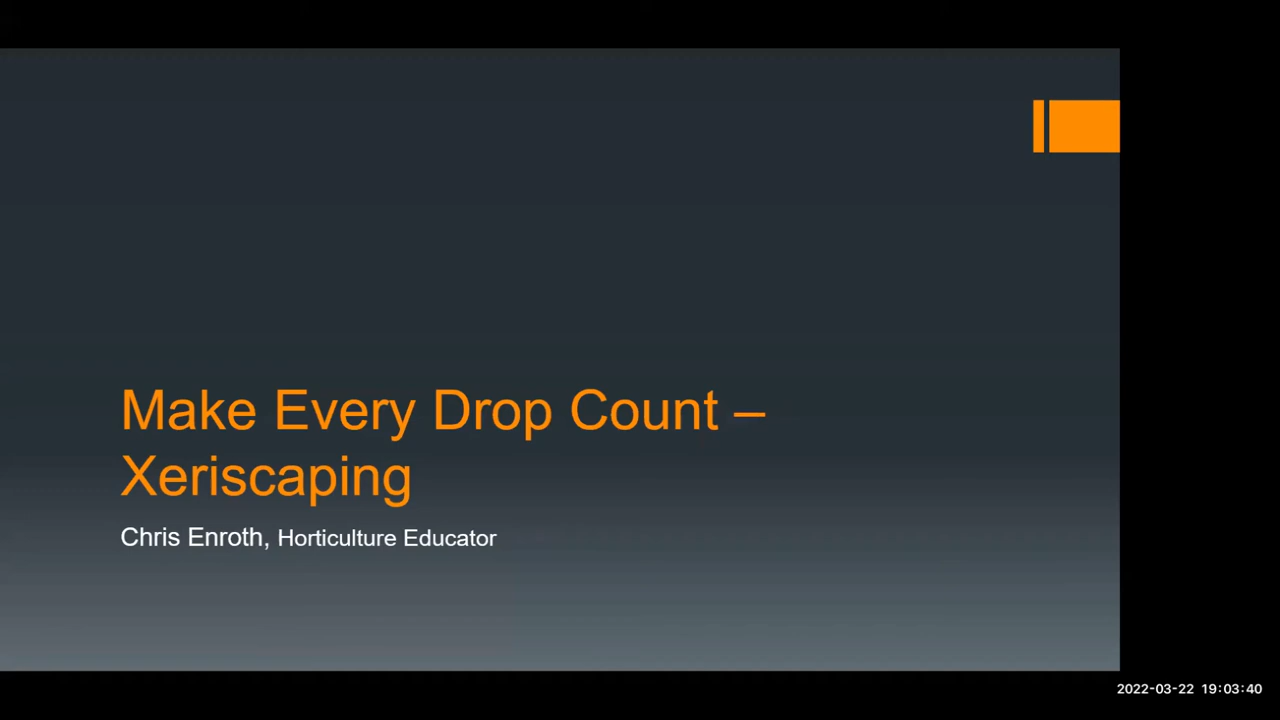 Make Every Drop Count –
Xeriscaping
Chris Enroth, Horticulture Educator
2022-03-22 19:03:40